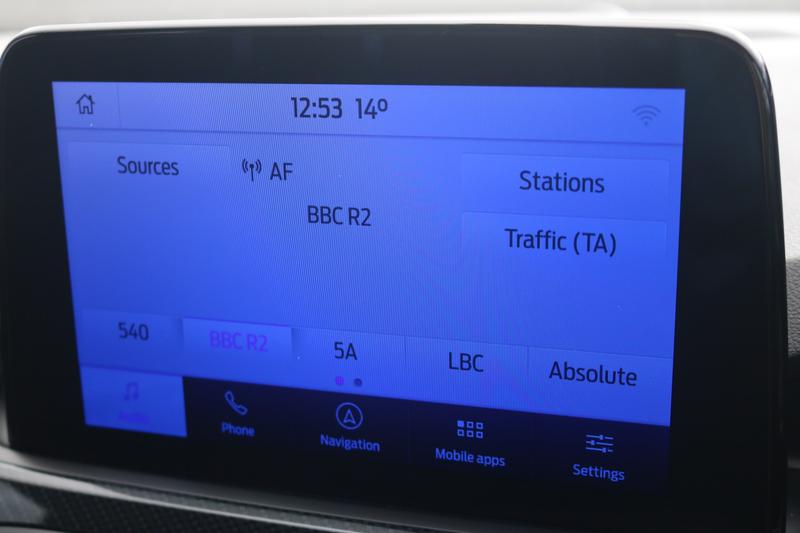 12:53 14º
Sources
AF
Stations
BBC R2
Traffic (TA)
540
BBC R2
5A
LBC
Absolute
Audio
Phone
Navigation
Mobile apps
Settings